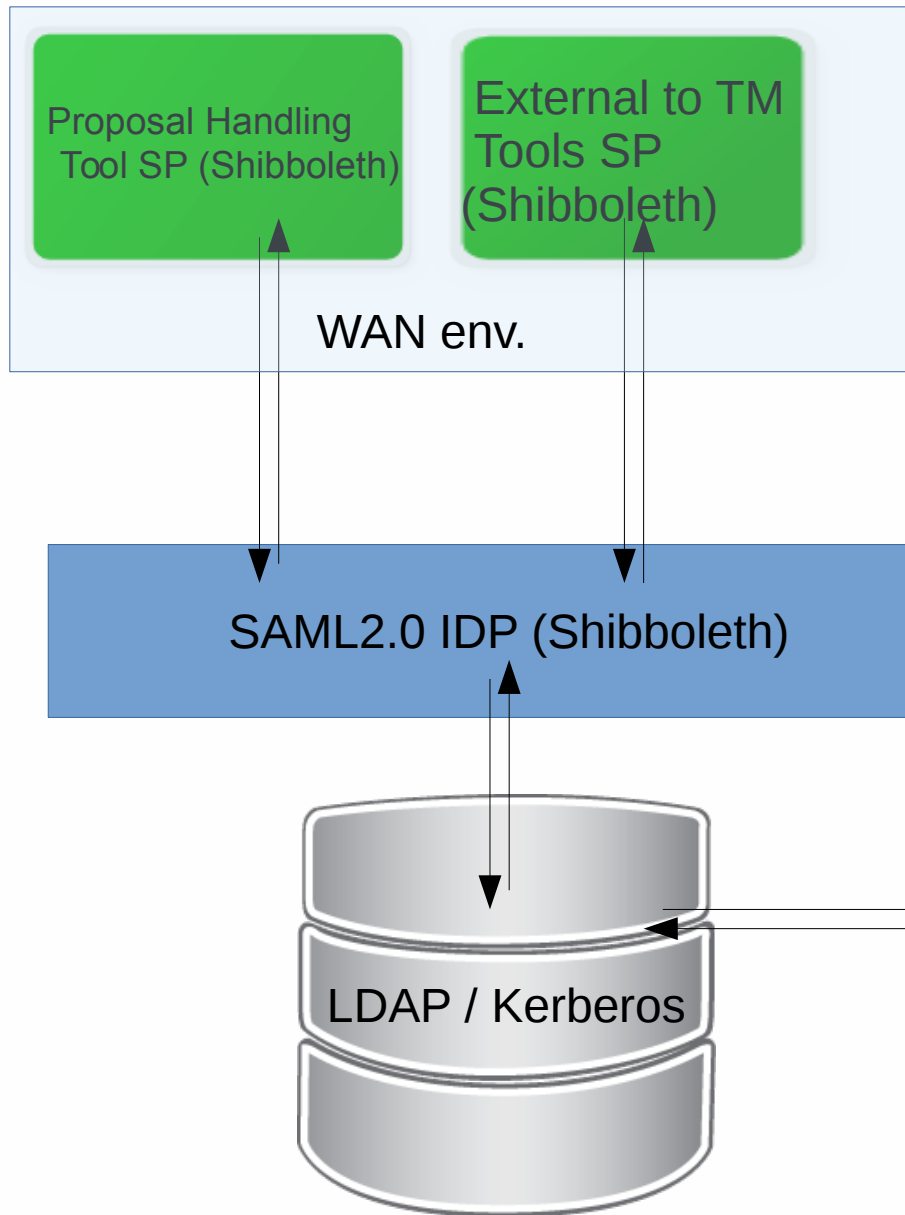 Proposal Handling
Tool SP (Shibboleth)
External to TM
Tools SP
(Shibboleth)
WAN env.
SAML2.0 IDP (Shibboleth)
LDAP / Kerberos